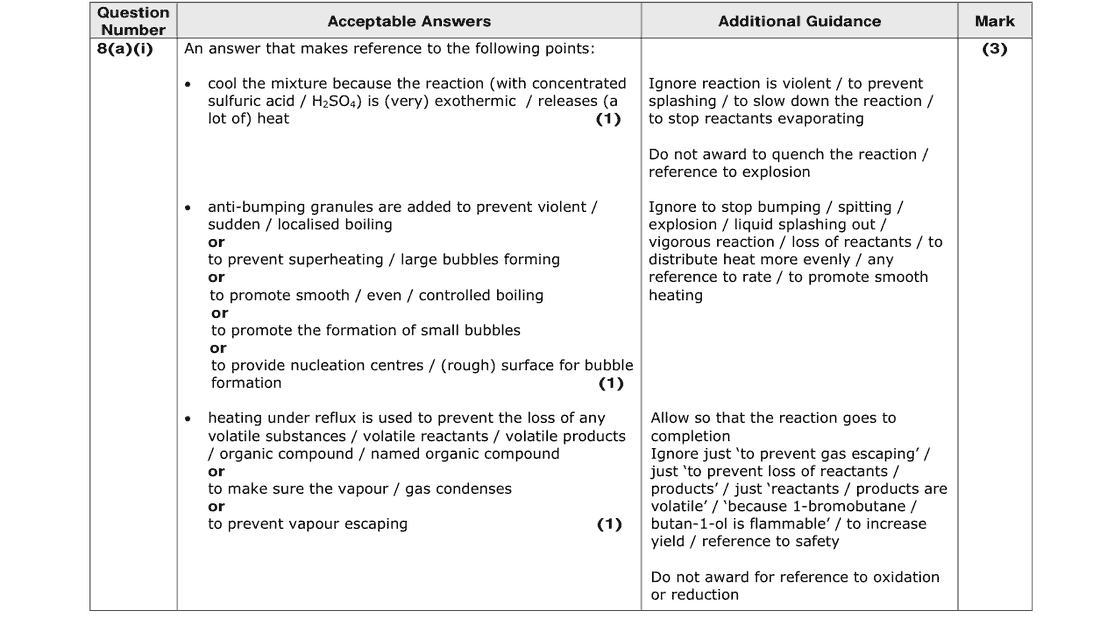 Question Number
Acceptable Answers
Additional Guidance
Mark
8(a)(i)
An answer that makes reference to the following points:
(3)
• cool the mixture because the reaction (with concentrated
sulfuric acid / H₂SO₄) is (very) exothermic / releases (a
lot of) heat (1)
Ignore reaction is violent / to prevent
splashing / to slow down the reaction /
to stop reactants evaporating
Do not award to quench the reaction /
reference to explosion
• anti-bumping granules are added to prevent violent /
sudden / localised boiling
or
to prevent superheating / large bubbles forming
or
to promote smooth / even / controlled boiling
or
to promote the formation of small bubbles
or
to provide nucleation centres / (rough) surface for bubble
formation (1)
Ignore to stop bumping / spitting /
explosion / liquid splashing out /
vigorous reaction / loss of reactants / to
distribute heat more evenly / any
reference to rate / to promote smooth
heating
• heating under reflux is used to prevent the loss of any
volatile substances / volatile reactants / volatile products
/ organic compound / named organic compound
or
to make sure the vapour / gas condenses
or
to prevent vapour escaping (1)
Allow so that the reaction goes to
completion
Ignore just ‘to prevent gas escaping’ /
just ‘to prevent loss of reactants /
products’ / just ‘reactants / products are
volatile’ / ‘because 1-bromobutane /
butan-1-ol is flammable’ / to increase
yield / reference to safety
Do not award for reference to oxidation
or reduction